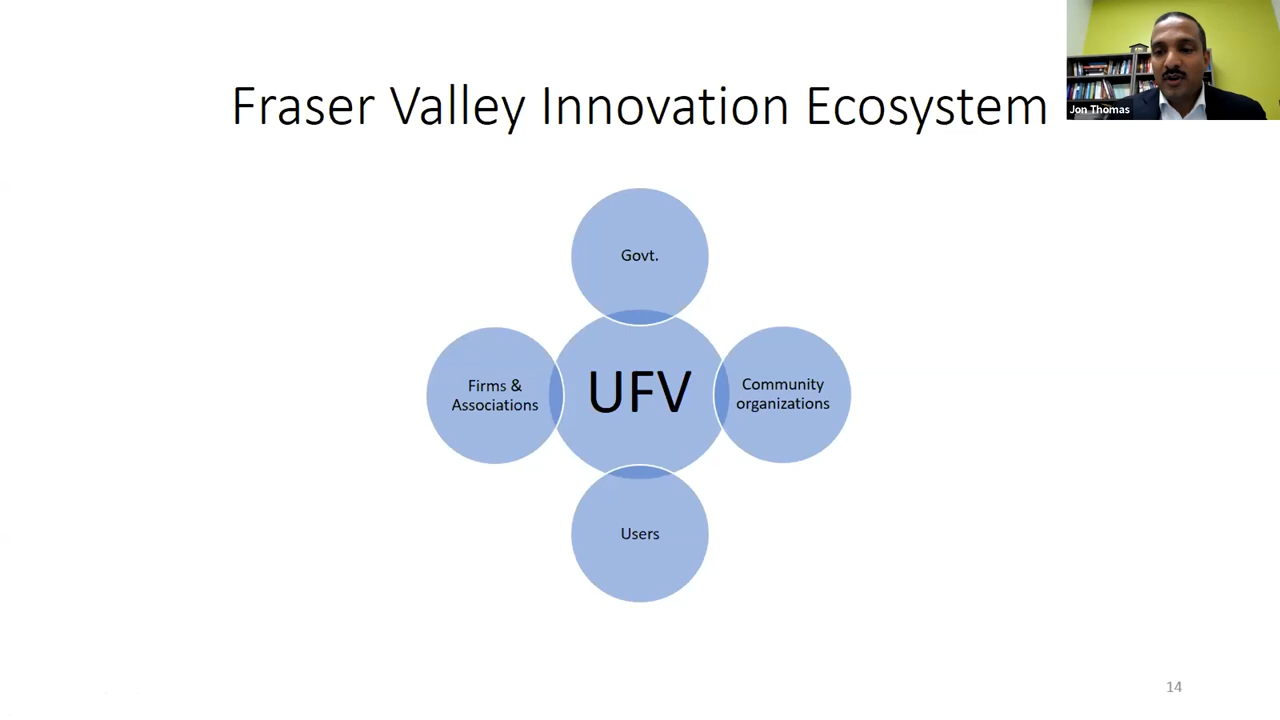 Fraser Valley Innovation Ecosystem
Jon Thomas
Govt.
Firms &
Associations
UFV
Community
organizations
Users
14